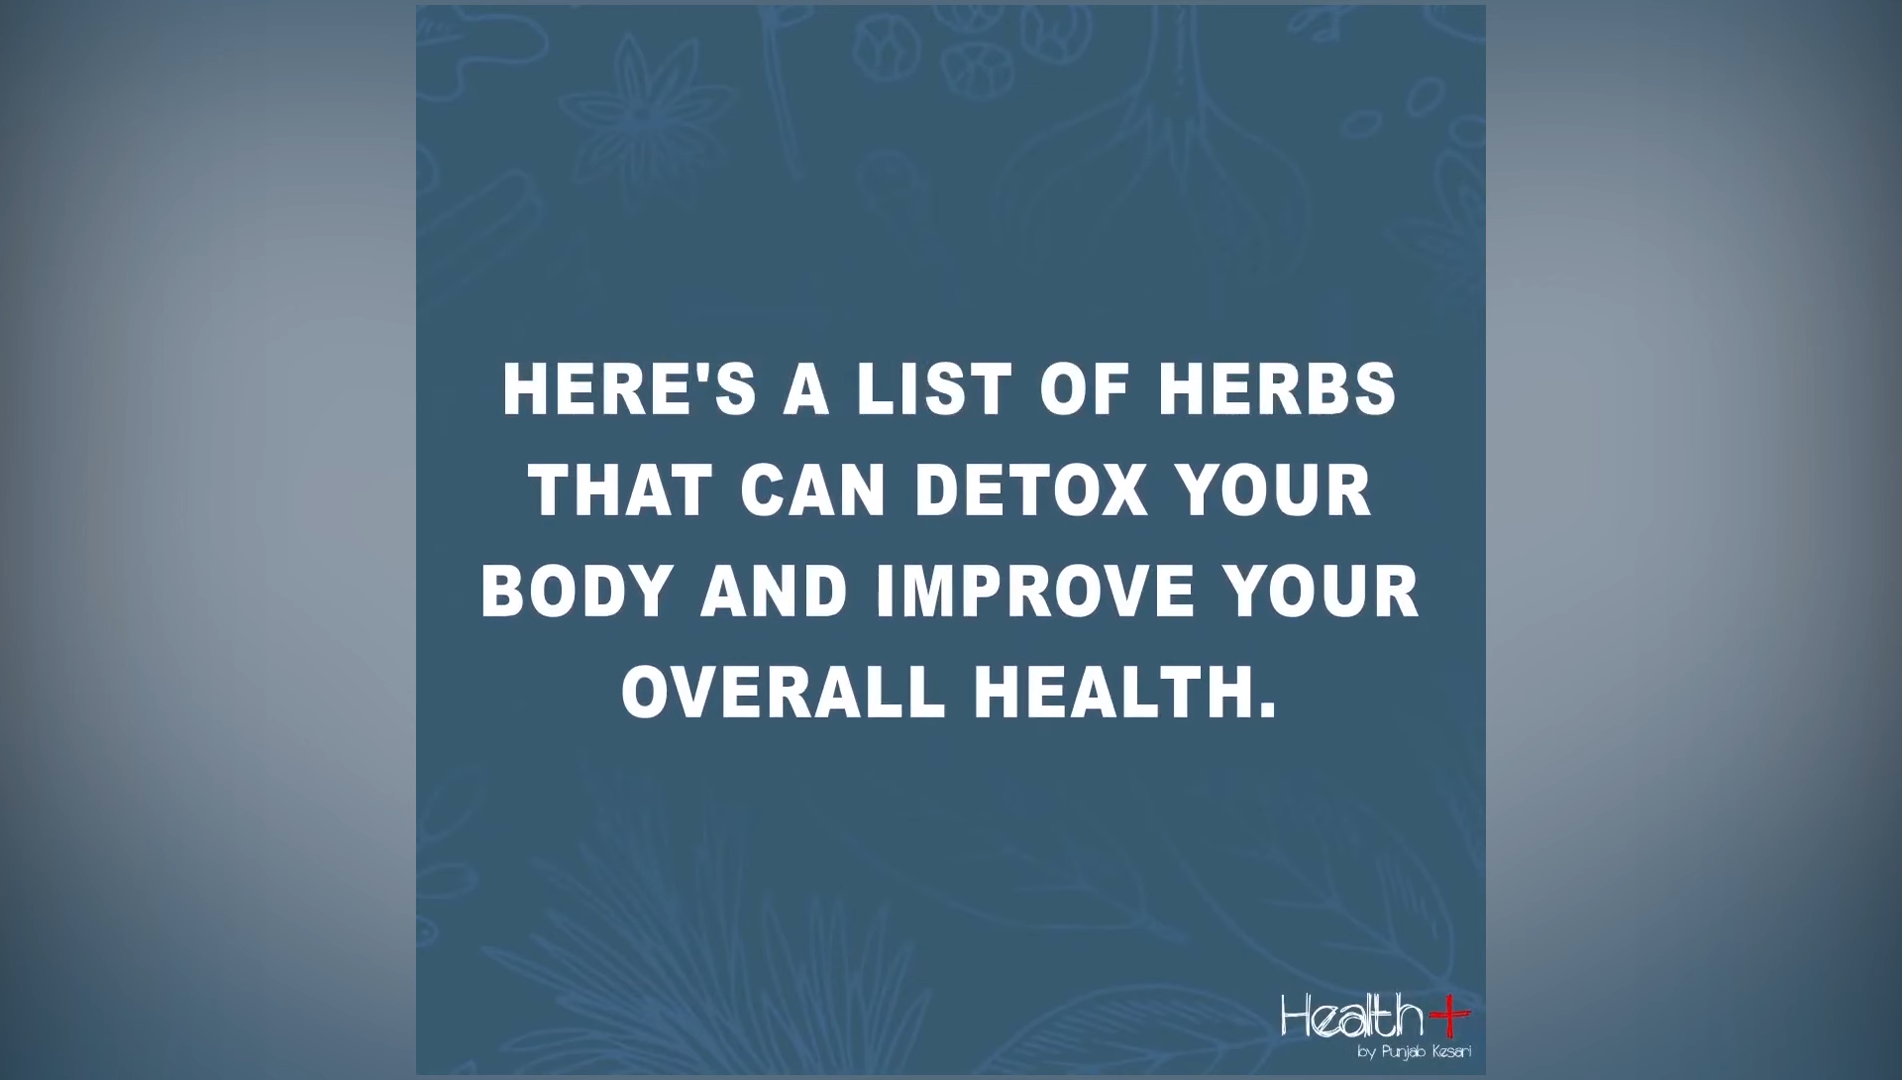 HERE'S A LIST OF HERBS
THAT CAN DETOX YOUR
BODY AND IMPROVE YOUR
OVERALL HEALTH.
Health+
by Punjab Kesari